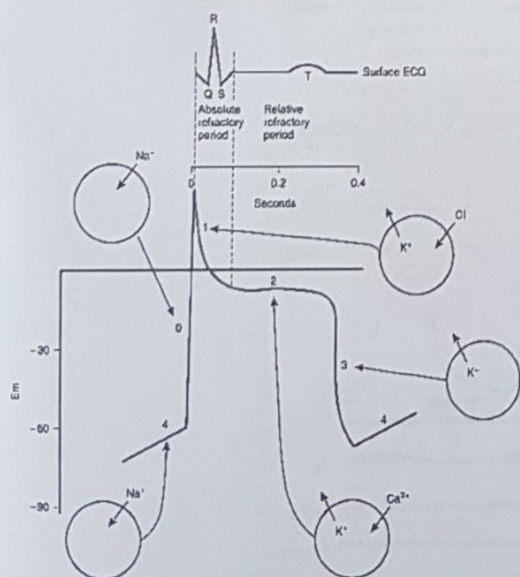 R
Surface ECG
T
Q S
Absolute Relative
refractory refractory
period period
Na⁺
0 0.2 0.4
Seconds
Cl
K⁺
1
2
0
-30
3
K⁺
Em
4 4
-60
-90
Na⁺
Ca²⁺
K⁺